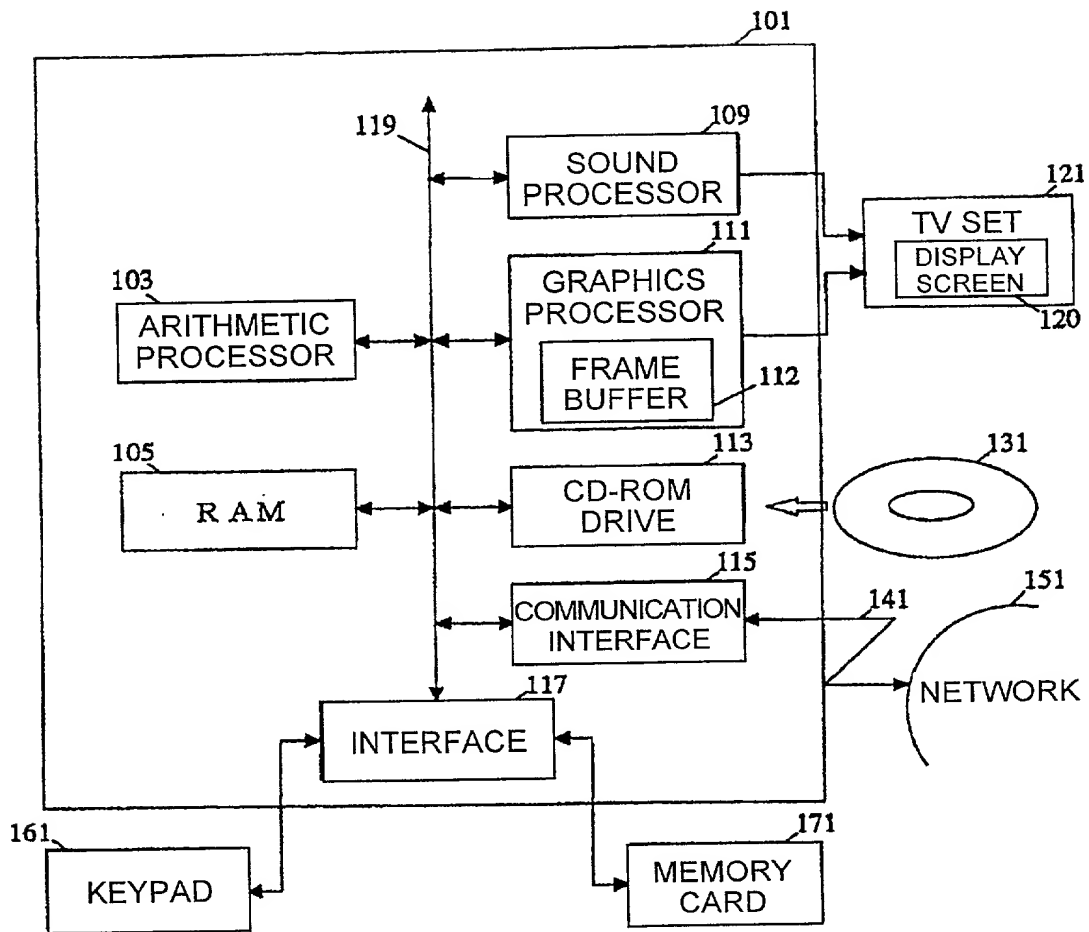 101
119
109
SOUND
PROCESSOR
121
TV SET
DISPLAY
SCREEN
120
111
GRAPHICS
PROCESSOR
FRAME
BUFFER
112
103
ARITHMETIC
PROCESSOR
105
RAM
113
CD-ROM
DRIVE
131
115
COMMUNICATION
INTERFACE
141
151
NETWORK
117
INTERFACE
161
KEYPAD
171
MEMORY
CARD